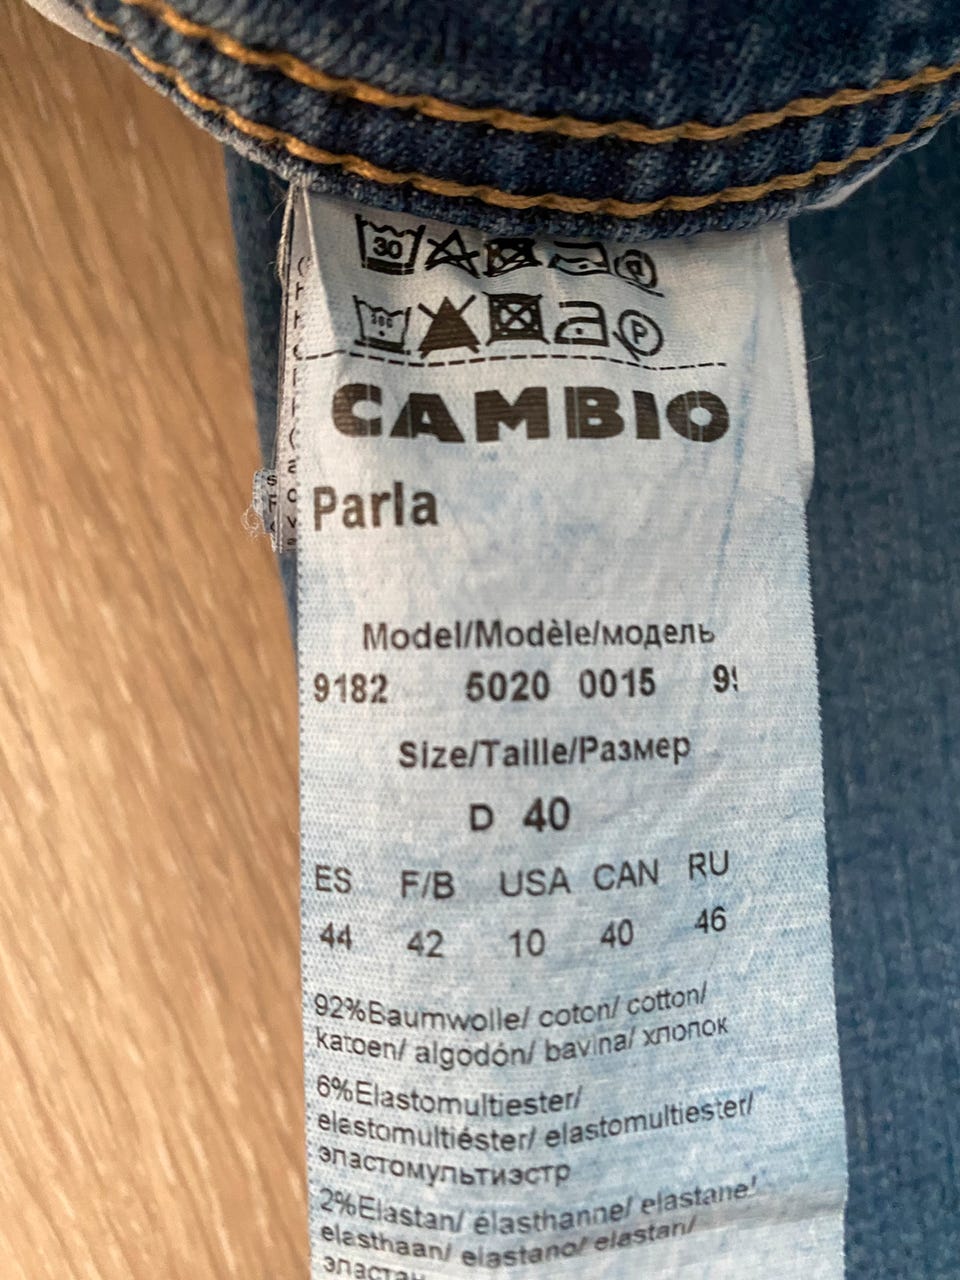 30
P
CAMBIO
Parla
Model/Modèle/модель
9182 5020 0015
Size/Taille/Размер
D 40
ES F/B USA CAN RU
44 42 10 40 46
92%Baumwolle/ coton/ cotton/
katoen/ algodón/ bavina/ хлопок
6%Elastomultiester/
elastomultiéster/ elastomultiester/
эластомультиэстр
2%Elastan/ élasthanne/ elastane/
elasthaan/ elastano/ elastan/